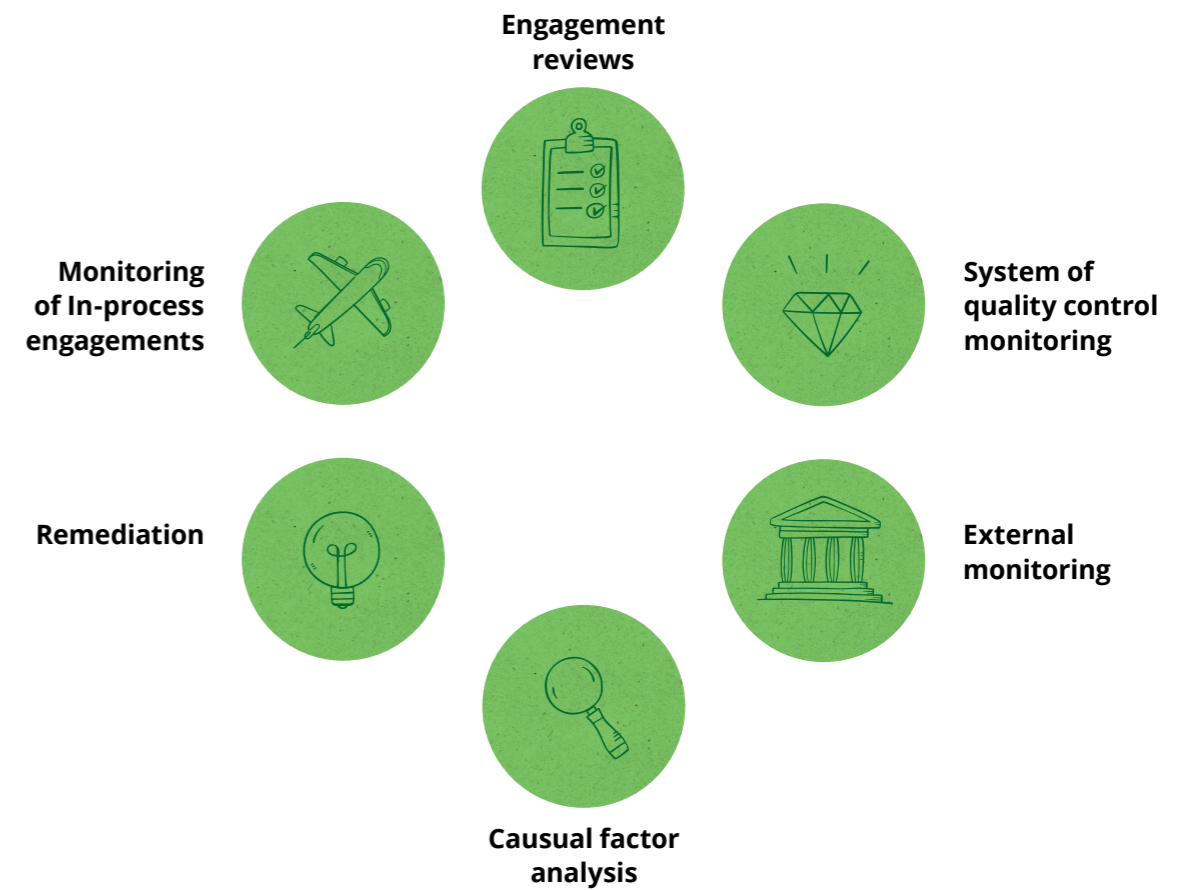 Engagement
reviews
Monitoring
of In-process
engagements
System of
quality control
monitoring
Remediation
External
monitoring
Causual factor
analysis